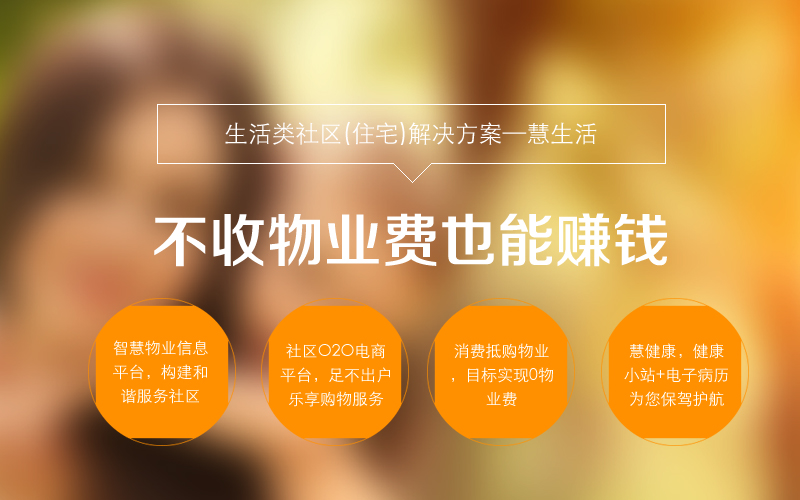 生活类社区(住宅)解决方案—慧生活
不收物业费也能赚钱
智慧物业信息
平台，构建和
谐服务社区
社区O2O电商
平台，足不出户
乐享购物服务
消费抵购物业
，目标实现0物
业费
慧健康，健康
小站+电子病历
为您保驾护航